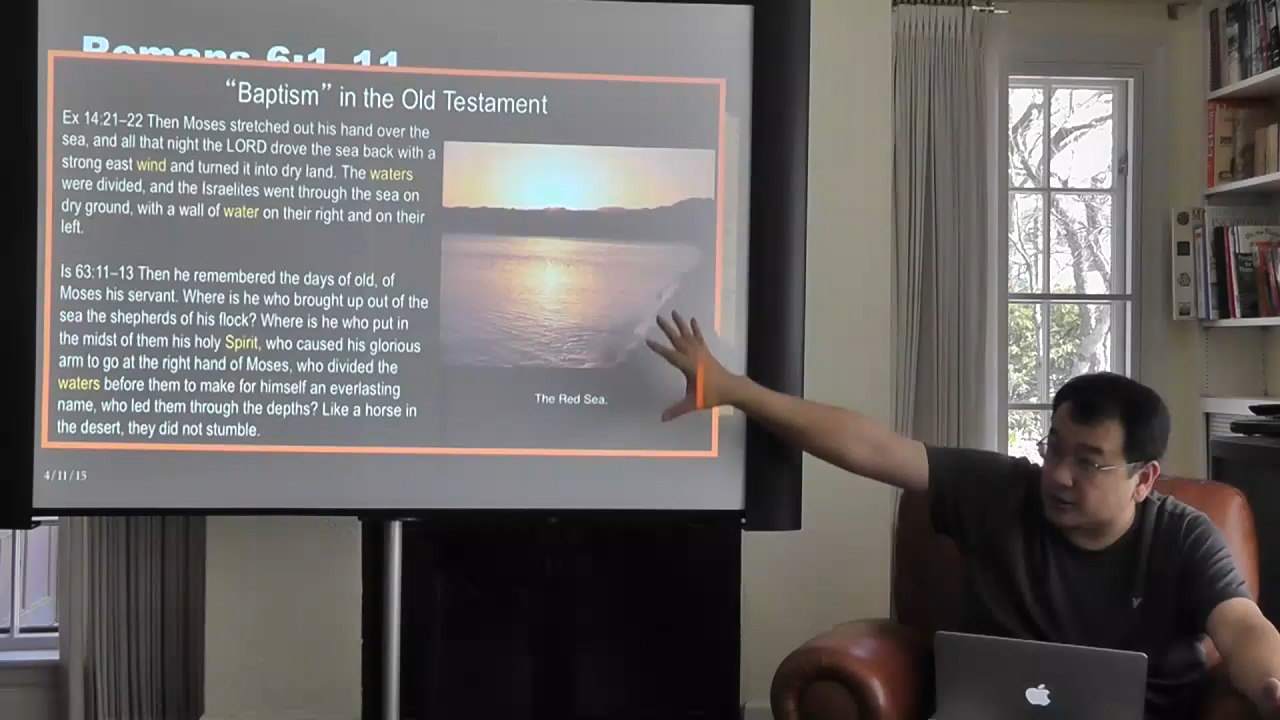 Romans 6:1–11
“Baptism” in the Old Testament
Ex 14:21–22 Then Moses stretched out his hand over the
sea, and all that night the LORD drove the sea back with a
strong east wind and turned it into dry land. The waters
were divided, and the Israelites went through the sea on
dry ground, with a wall of water on their right and on their
left.
Is 63:11–13 Then he remembered the days of old, of
Moses his servant. Where is he who brought up out of the
sea the shepherds of his flock? Where is he who put in
the midst of them his holy Spirit, who caused his glorious
arm to go at the right hand of Moses, who divided the
waters before them to make for himself an everlasting
name, who led them through the depths? Like a horse in
the desert, they did not stumble.
The Red Sea.
4/11/15